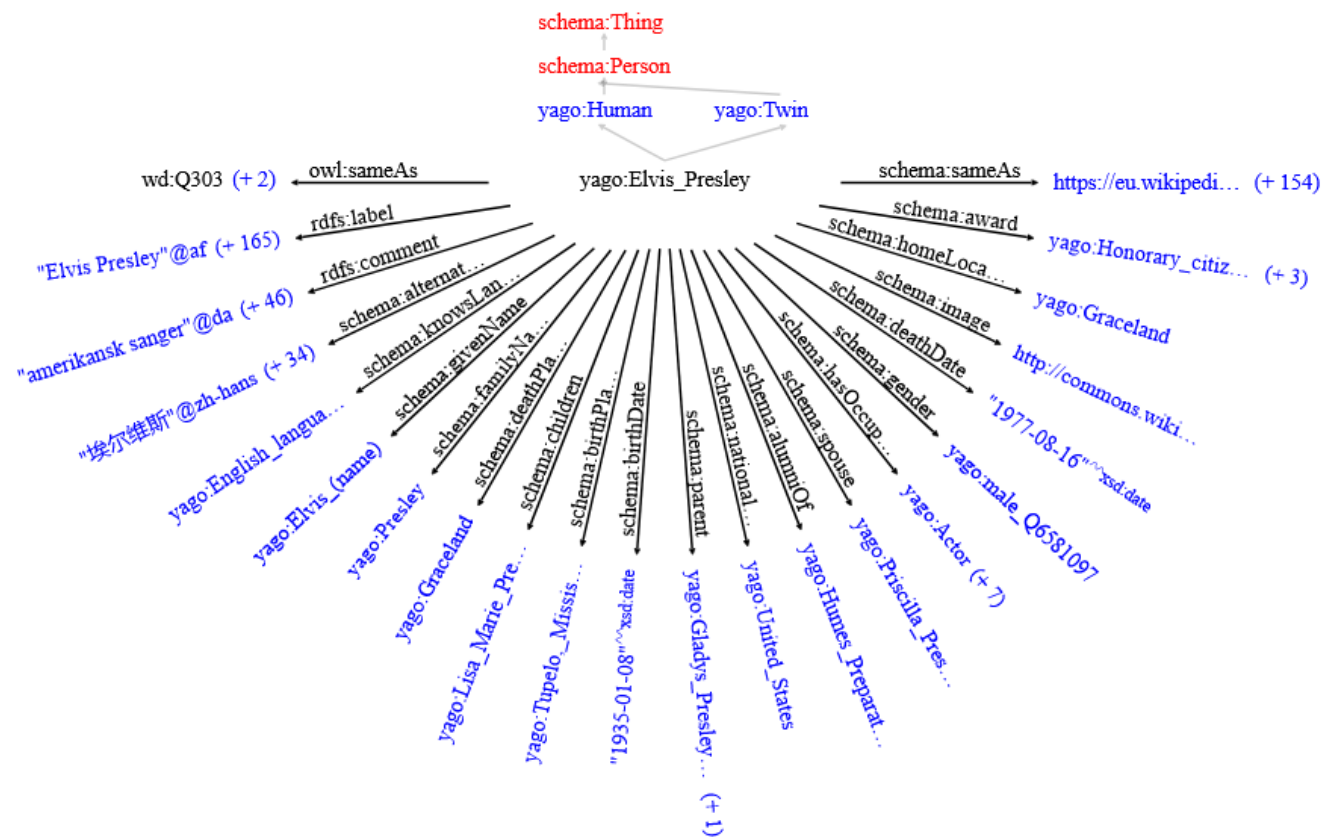 schema:Thing
schema:Person
yago:Human
yago:Twin
yago:Elvis_Presley
owl:sameAs
wd:Q303 (+ 2)
rdfs:label
"Elvis Presley"@af (+ 165)
rdfs:comment
"amerikansk sanger"@da (+ 46)
schema:alternat…
"埃尔维斯"@zh-hans (+ 34)
schema:knowsLan…
yago:English_langua…
schema:givenName
yago:Elvis_(name)
schema:familyNa…
yago:Presley
schema:deathPla…
yago:Graceland
schema:children
yago:Lisa_Marie_Pre…
schema:birthPla…
yago:Tupelo,_Missis…
schema:birthDate
"1935-01-08"^^xsd:date
schema:parent
yago:Gladys_Presley… (+ 1)
schema:national…
yago:United_States
schema:alumniOf
yago:Humes_Preparat…
schema:spouse
yago:Priscilla_Pres…
schema:hasOccup…
yago:Actor (+ 7)
schema:gender
yago:male_Q6581097
schema:deathDate
"1977-08-16"^^xsd:date
schema:image
http://commons.wiki…
schema:homeLoca…
yago:Graceland
schema:award
yago:Honorary_citiz… (+ 3)
schema:sameAs
https://eu.wikipedi… (+ 154)